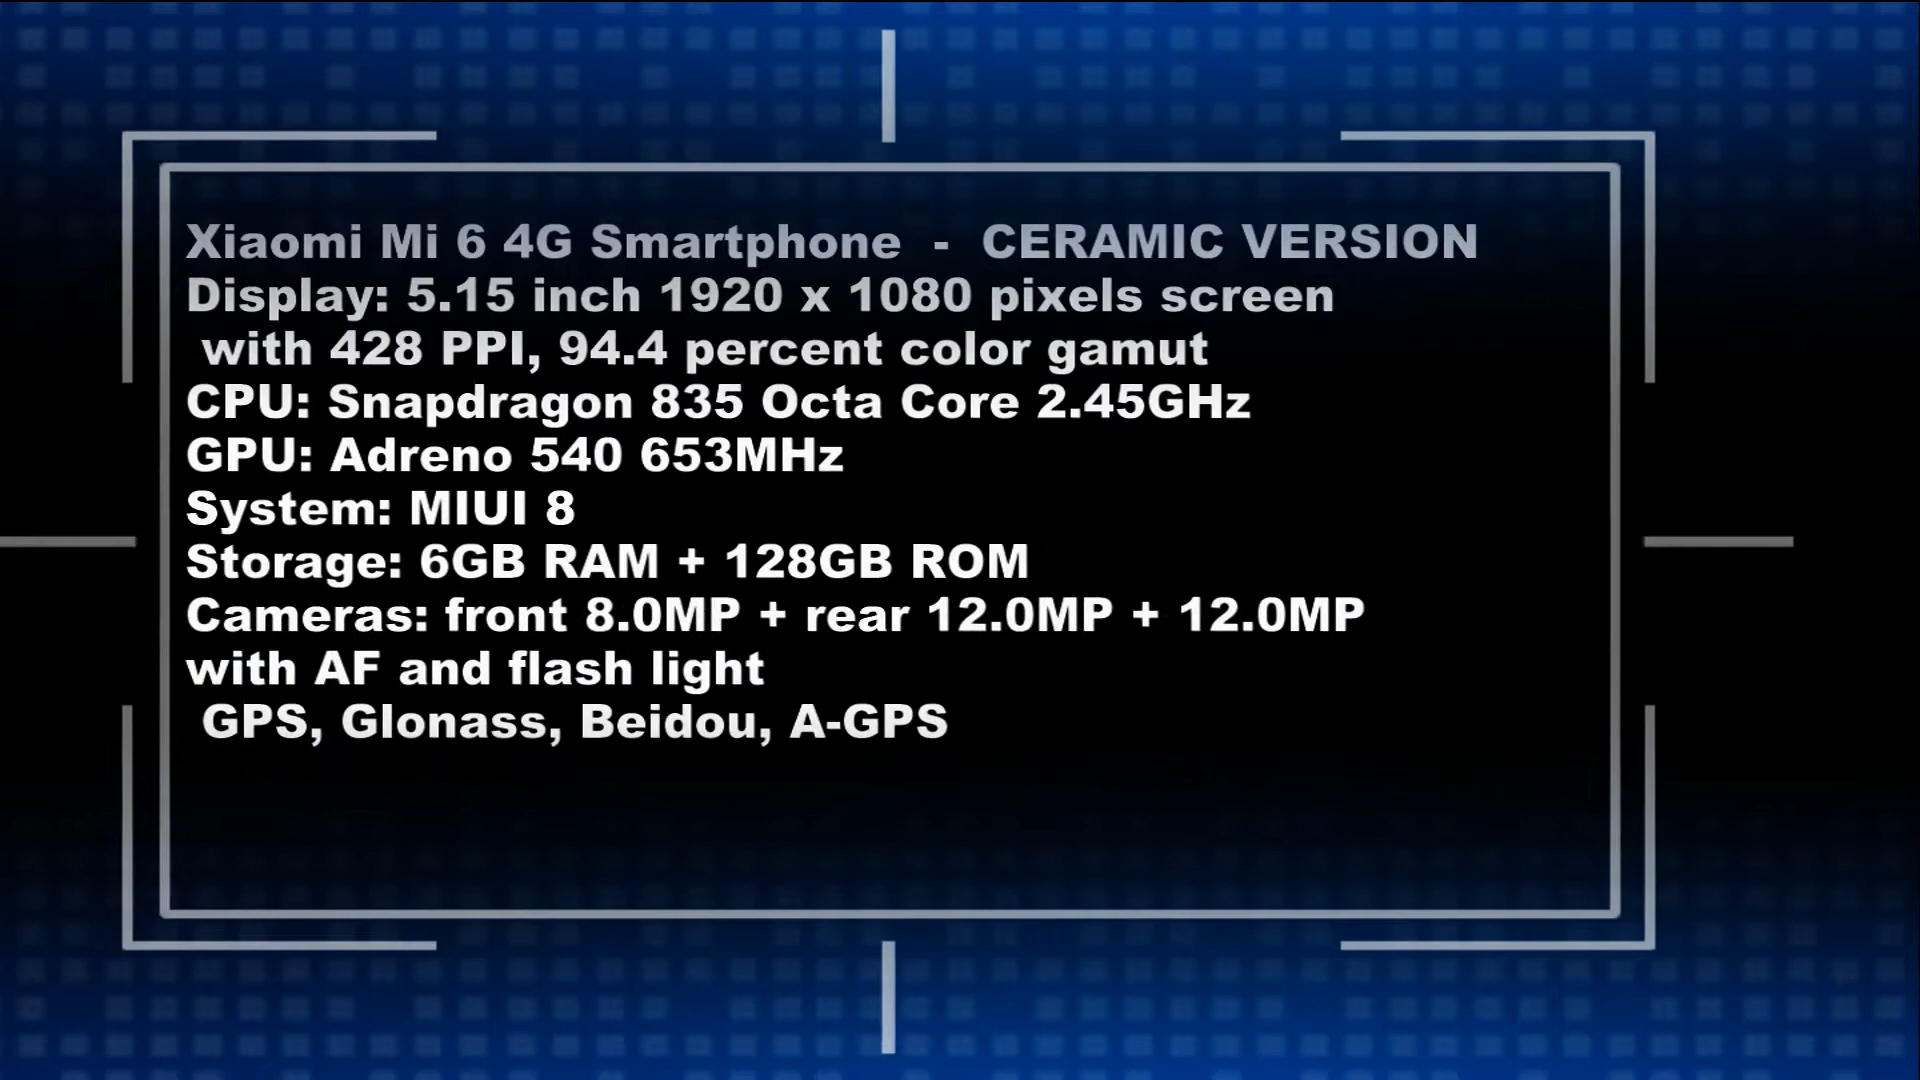 Xiaomi Mi 6 4G Smartphone  -  CERAMIC VERSION
Display: 5.15 inch 1920 x 1080 pixels screen
with 428 PPI, 94.4 percent color gamut
CPU: Snapdragon 835 Octa Core 2.45GHz
GPU: Adreno 540 653MHz
System: MIUI 8
Storage: 6GB RAM + 128GB ROM
Cameras: front 8.0MP + rear 12.0MP + 12.0MP
with AF and flash light
GPS, Glonass, Beidou, A-GPS